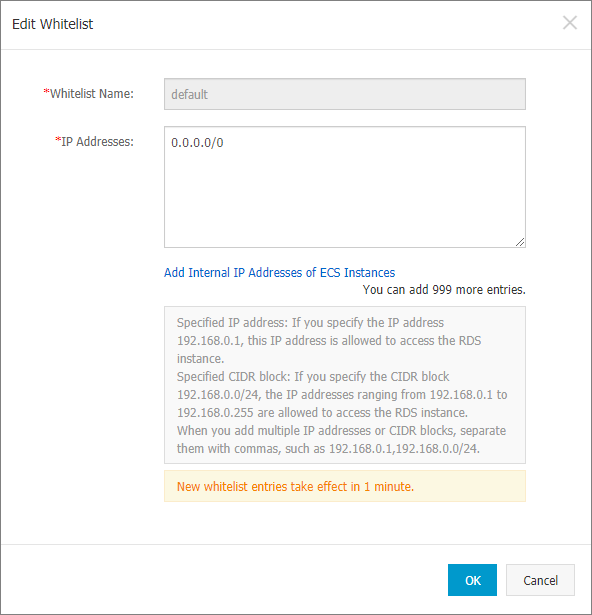 Edit Whitelist
*Whitelist Name:
default
*IP Addresses:
0.0.0.0/0
Add Internal IP Addresses of ECS Instances
You can add 999 more entries.
Specified IP address: If you specify the IP address
192.168.0.1, this IP address is allowed to access the RDS
instance.
Specified CIDR block: If you specify the CIDR block
192.168.0.0/24, the IP addresses ranging from 192.168.0.1 to
192.168.0.255 are allowed to access the RDS instance.
When you add multiple IP addresses or CIDR blocks, separate
them with commas, such as 192.168.0.1,192.168.0.0/24.
New whitelist entries take effect in 1 minute.
OK
Cancel